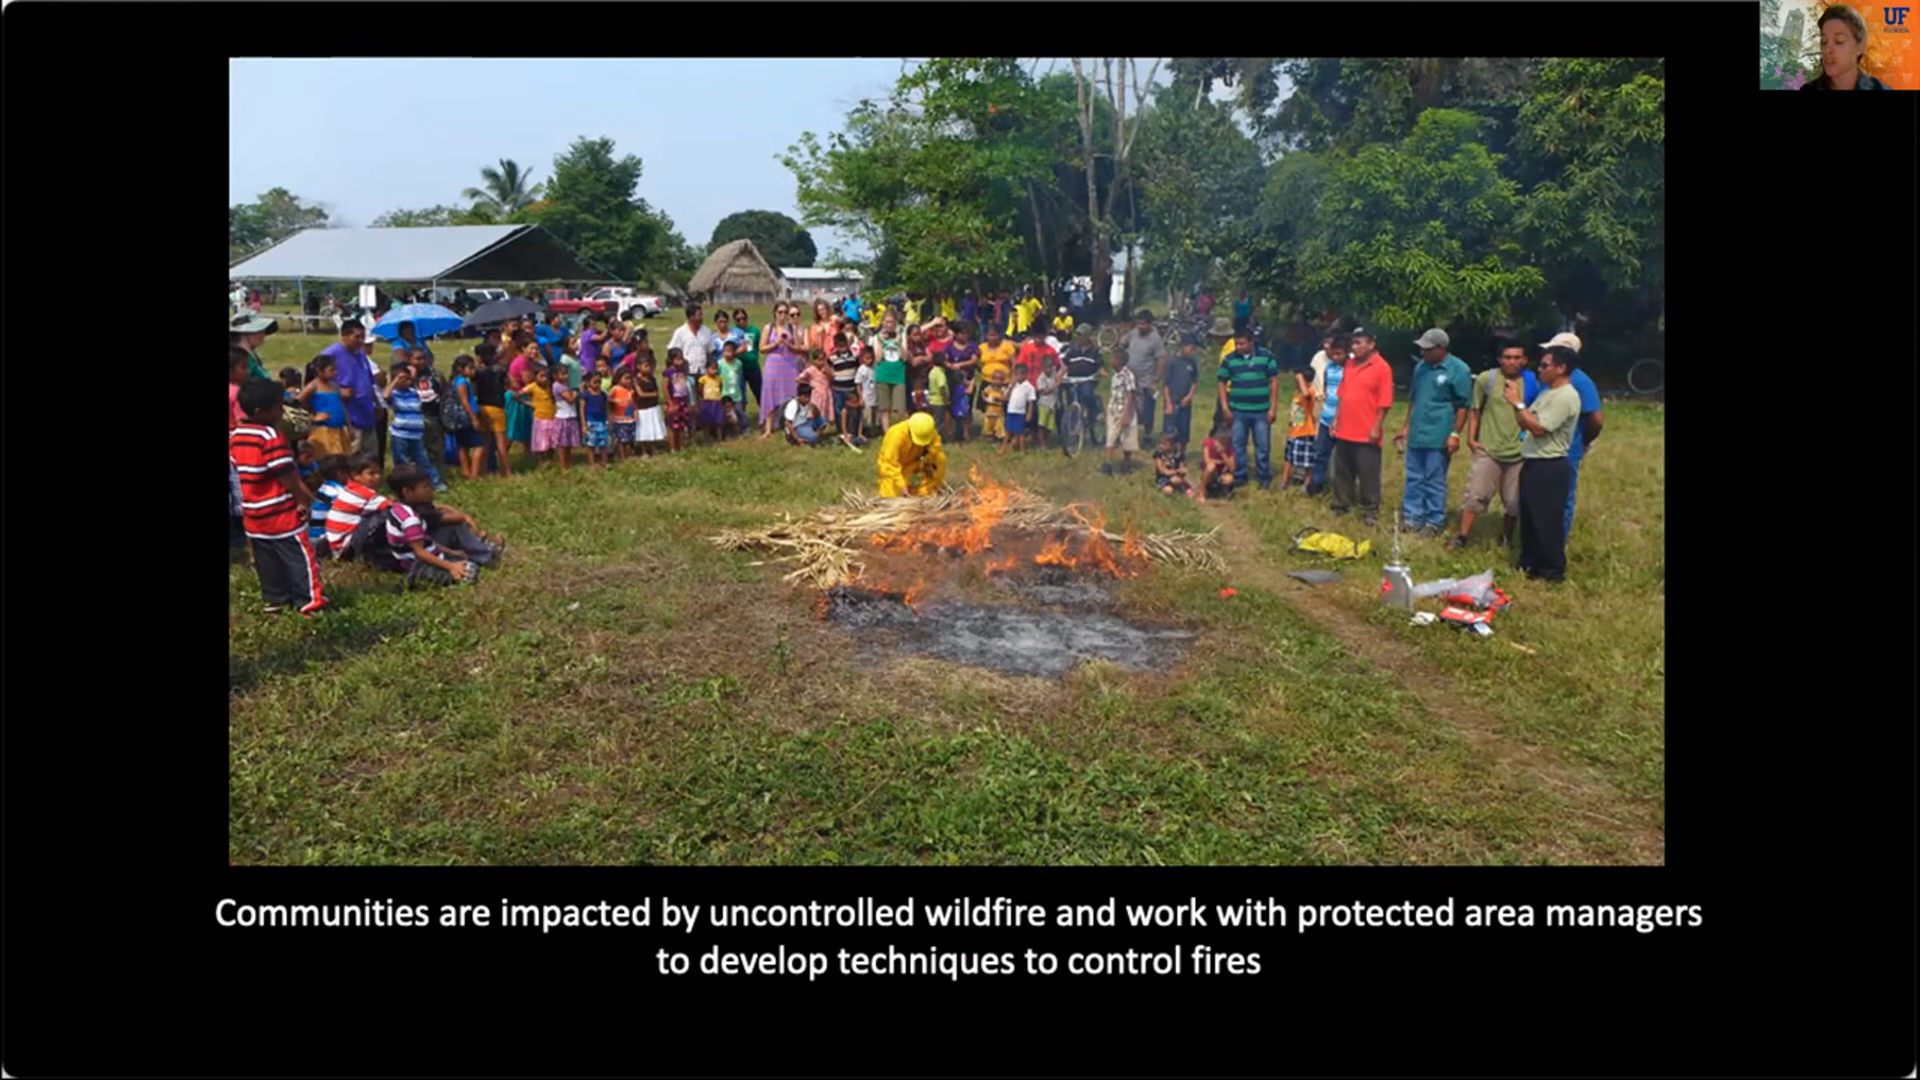 UF
Communities are impacted by uncontrolled wildfire and work with protected area managers
to develop techniques to control fires